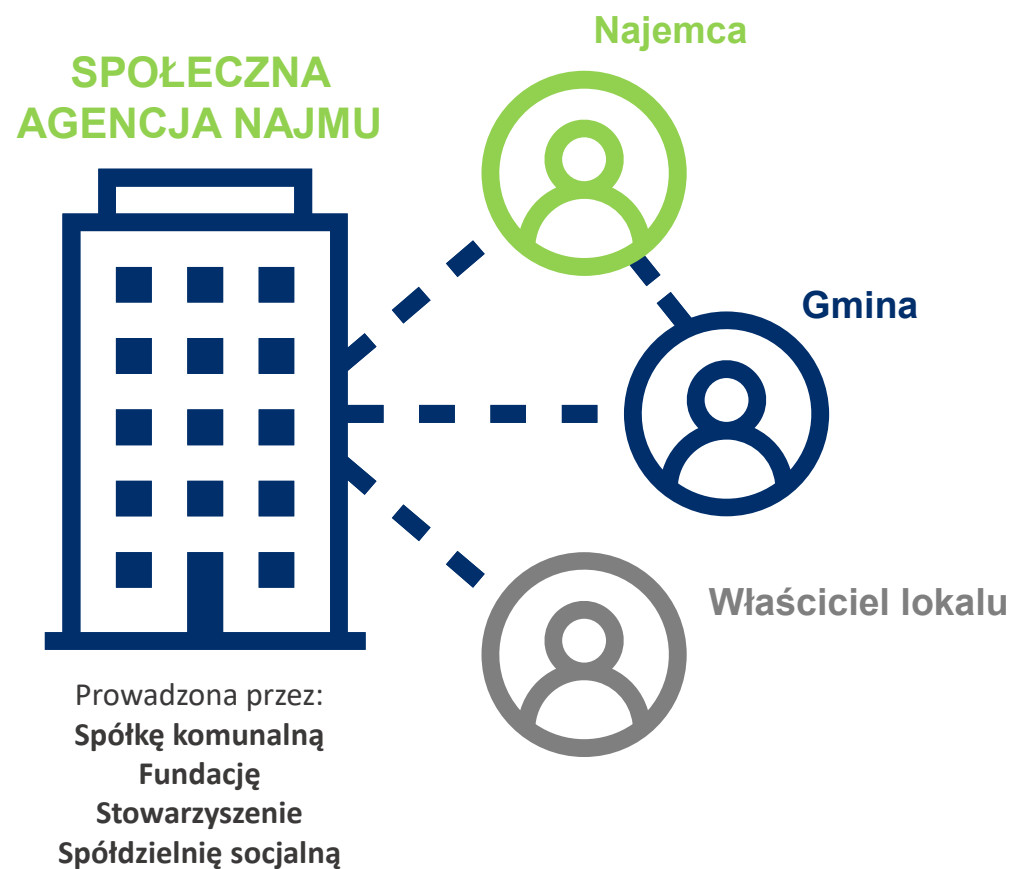 SPOŁECZNA
AGENCJA NAJMU
Najemca
Gmina
Właściciel lokalu
Prowadzona przez:
Spółkę komunalną
Fundację
Stowarzyszenie
Spółdzielnię socjalną